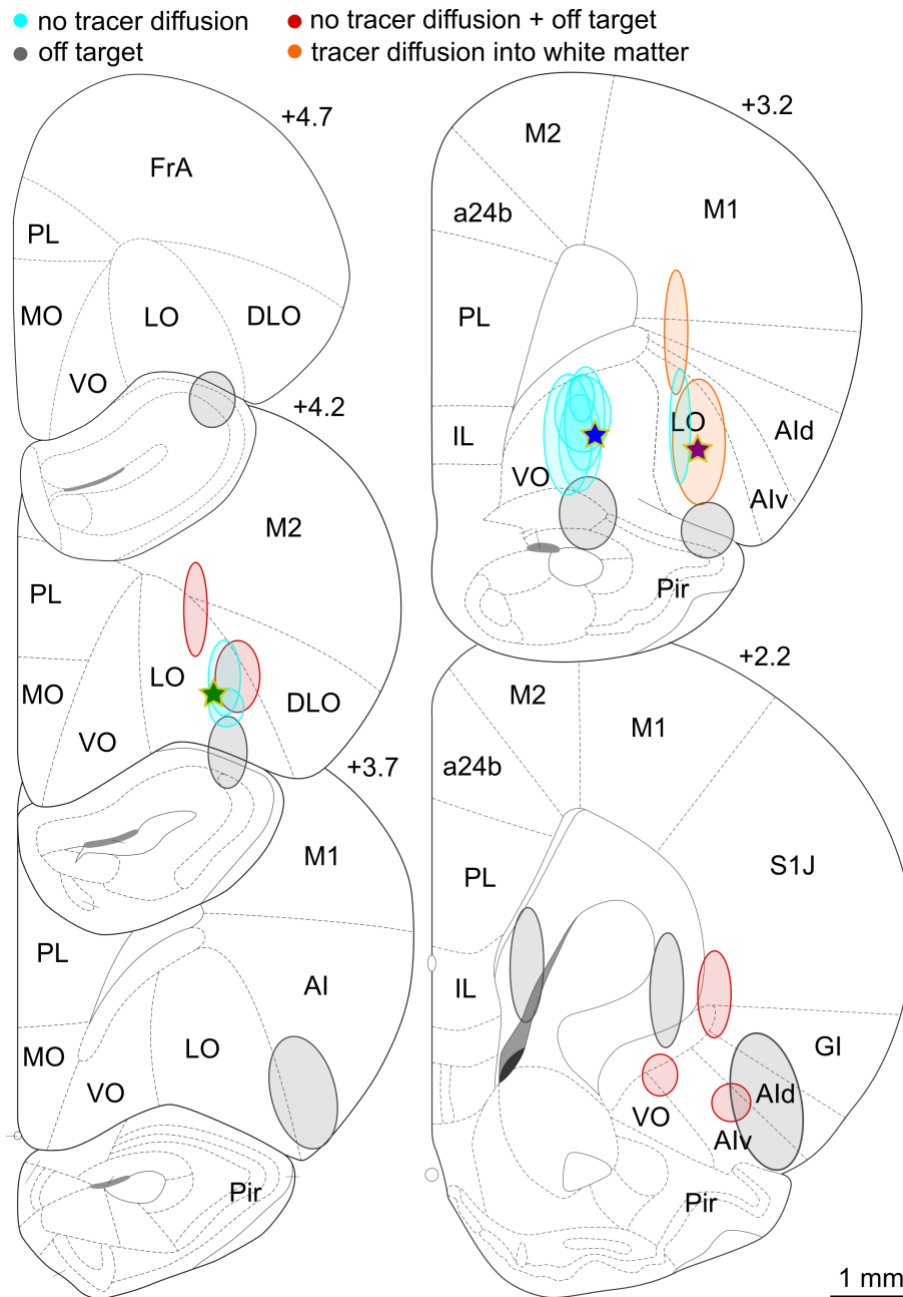 no tracer diffusion
no tracer diffusion + off target
off target
tracer diffusion into white matter
+4.7
FrA
PL
MO
LO
DLO
VO
+4.2
M2
PL
LO
MO
DLO
VO
+3.7
M1
PL
AI
LO
MO
VO
Pir
+3.2
M2
M1
a24b
PL
LO
AId
IL
VO
AIv
Pir
+2.2
M2
M1
a24b
S1J
PL
IL
GI
AId
VO
AIv
Pir
1 mm